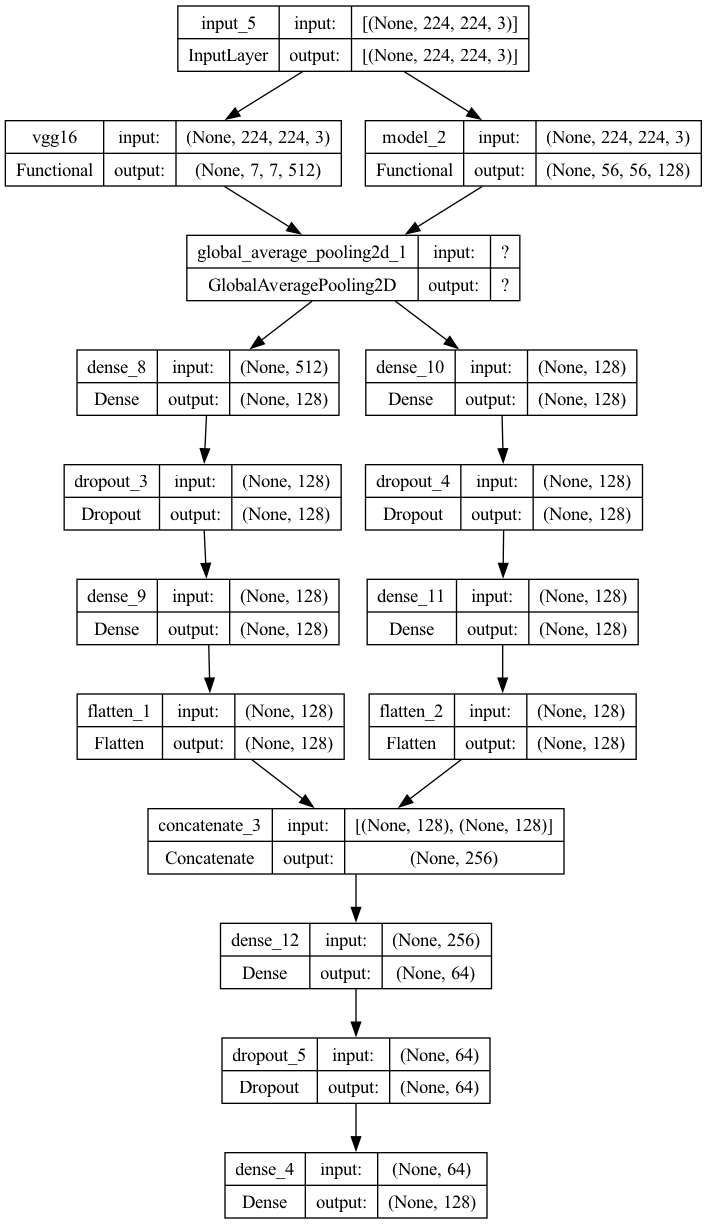 input_5 input: [(None, 224, 224, 3)]
InputLayer output: [(None, 224, 224, 3)]
vgg16 input: (None, 224, 224, 3)
Functional output: (None, 7, 7, 512)
model_2 input: (None, 224, 224, 3)
Functional output: (None, 56, 56, 128)
global_average_pooling2d_1 input: ?
GlobalAveragePooling2D output: ?
dense_8 input: (None, 512)
Dense output: (None, 128)
dense_10 input: (None, 128)
Dense output: (None, 128)
dropout_3 input: (None, 128)
Dropout output: (None, 128)
dropout_4 input: (None, 128)
Dropout output: (None, 128)
dense_9 input: (None, 128)
Dense output: (None, 128)
dense_11 input: (None, 128)
Dense output: (None, 128)
flatten_1 input: (None, 128)
Flatten output: (None, 128)
flatten_2 input: (None, 128)
Flatten output: (None, 128)
concatenate_3 input: [(None, 128), (None, 128)]
Concatenate output: (None, 256)
dense_12 input: (None, 256)
Dense output: (None, 64)
dropout_5 input: (None, 64)
Dropout output: (None, 64)
dense_4 input: (None, 64)
Dense output: (None, 128)